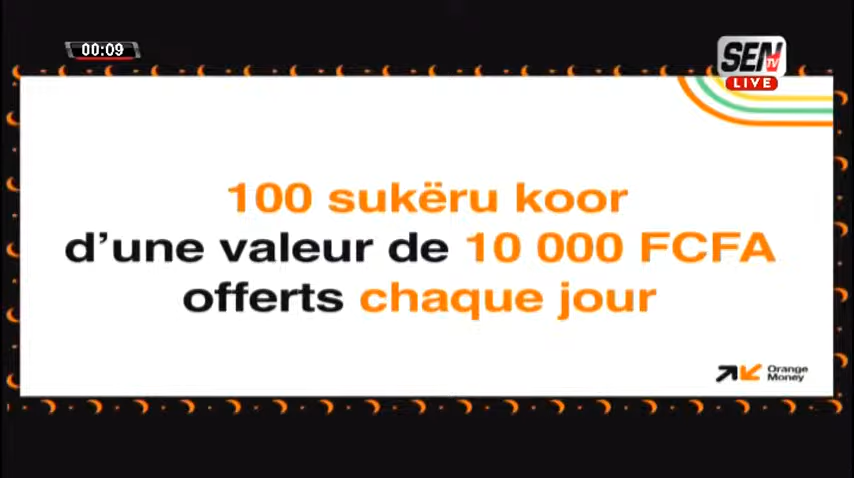 00:09
SEN TV
LIVE
100 sukëru koor
d'une valeur de 10 000 FCFA
offerts chaque jour
Orange
Money